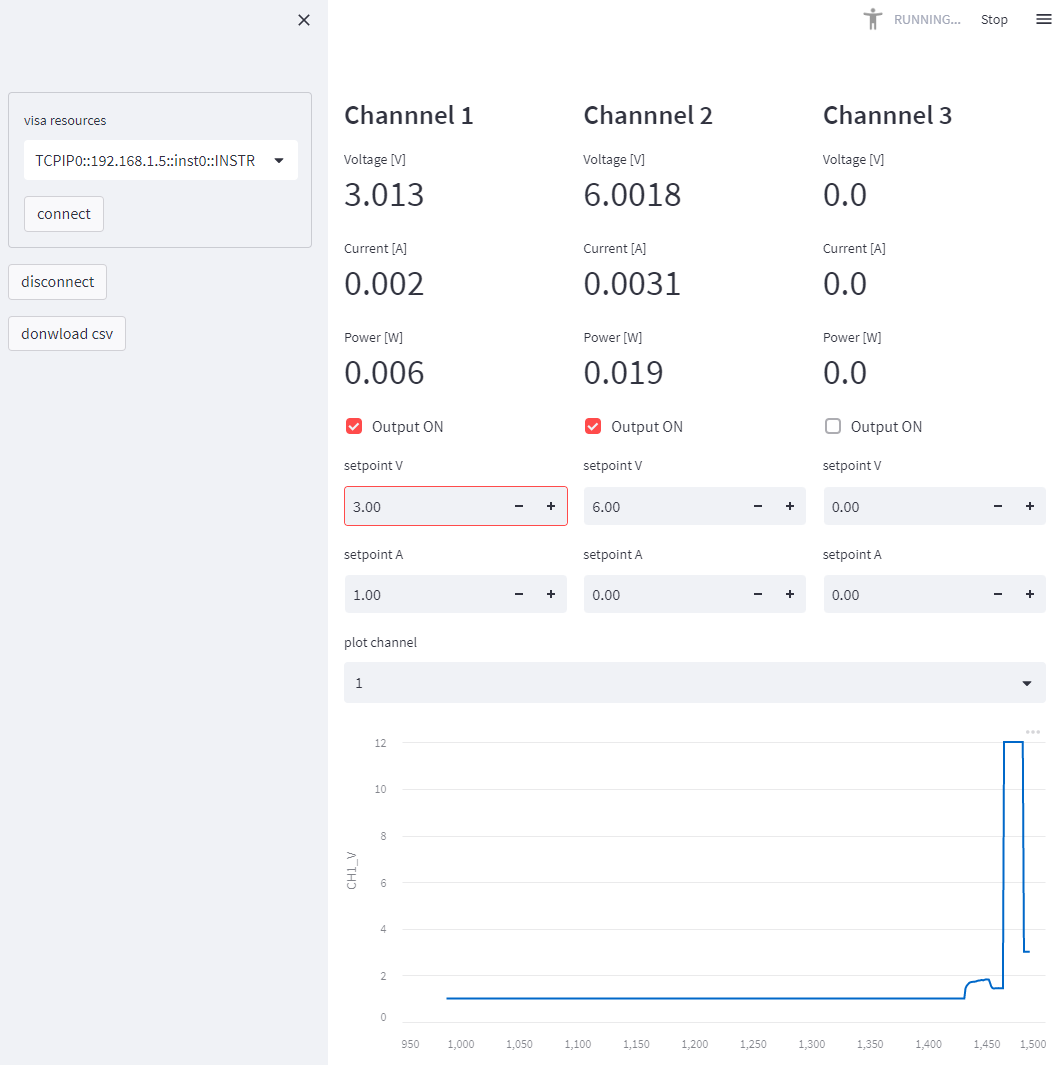 RUNNING...
Stop
visa resources
TCPIP0::192.168.1.5::inst0::INSTR
connect
disconnect
donwload csv
Channnel 1
Voltage [V]
3.013
Current [A]
0.002
Power [W]
0.006
Output ON
setpoint V
3.00
setpoint A
1.00
Channnel 2
Voltage [V]
6.0018
Current [A]
0.0031
Power [W]
0.019
Output ON
setpoint V
6.00
setpoint A
0.00
Channnel 3
Voltage [V]
0.0
Current [A]
0.0
Power [W]
0.0
Output ON
setpoint V
0.00
setpoint A
0.00
plot channel
1
CH1_V
12
10
8
6
4
2
0
950 1,000 1,050 1,100 1,150 1,200 1,250 1,300 1,350 1,400 1,450 1,500